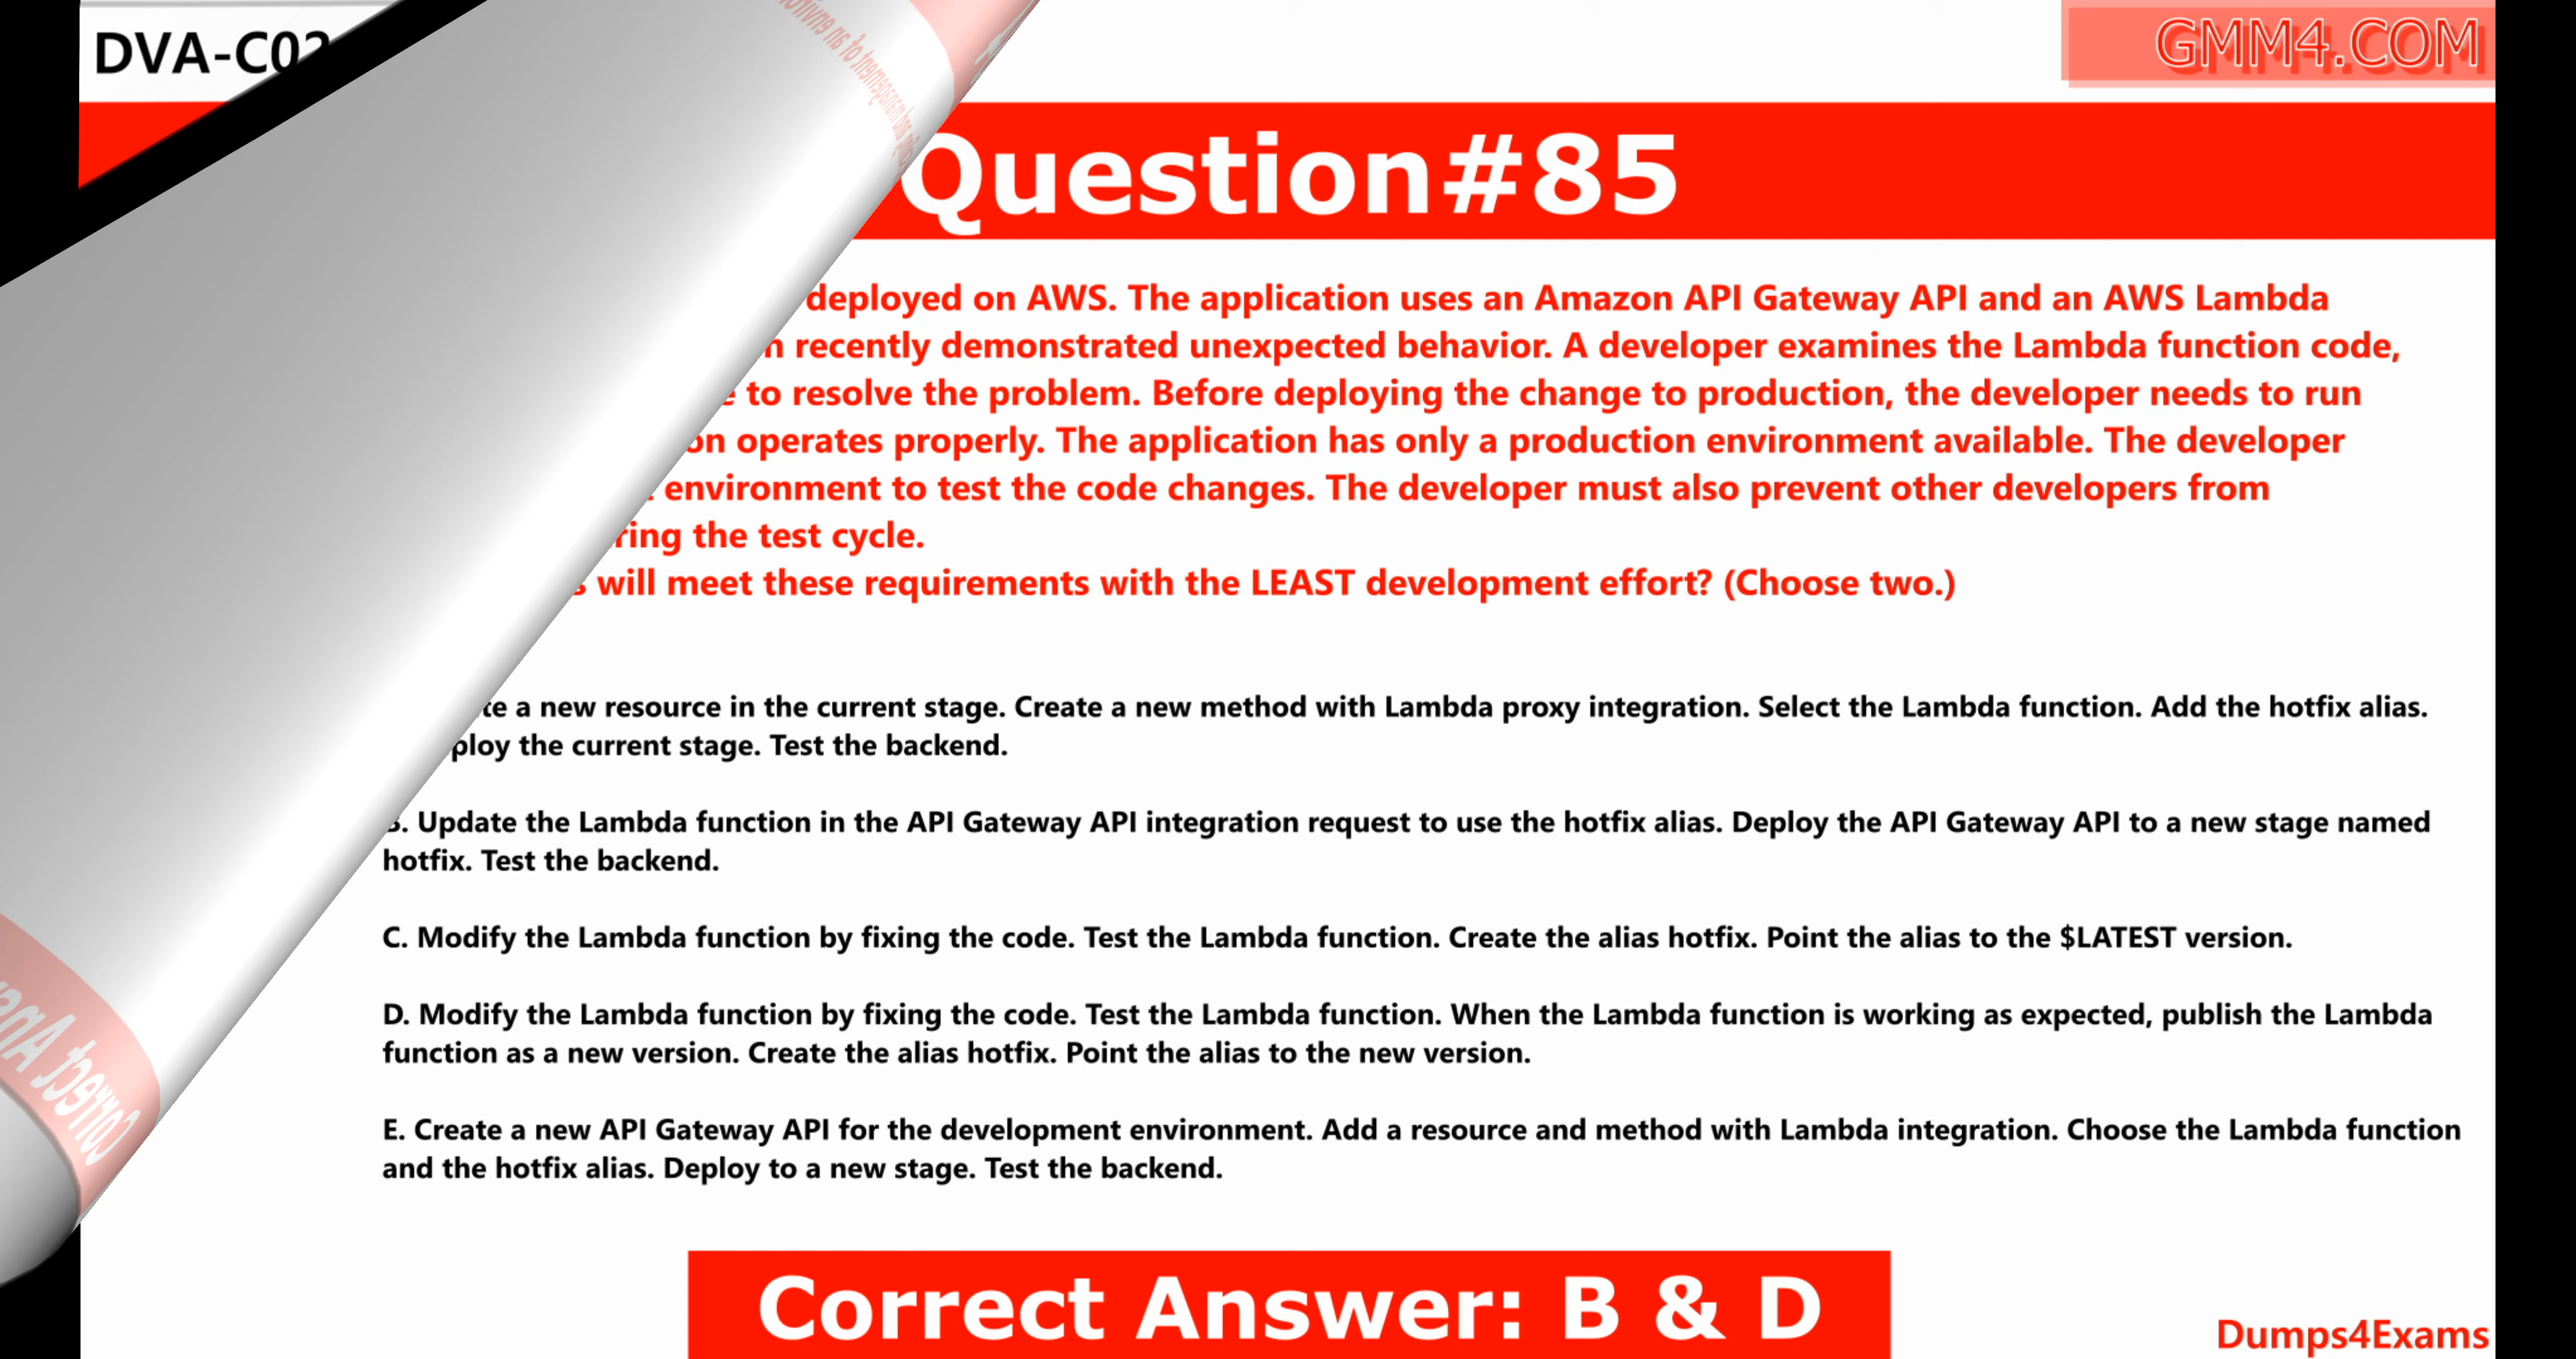 DVA-C02
GMM4.COM
Question#85
deployed on AWS. The application uses an Amazon API Gateway API and an AWS Lambda
recently demonstrated unexpected behavior. A developer examines the Lambda function code,
to resolve the problem. Before deploying the change to production, the developer needs to run
operates properly. The application has only a production environment available. The developer
environment to test the code changes. The developer must also prevent other developers from
ring the test cycle.
will meet these requirements with the LEAST development effort? (Choose two.)
te a new resource in the current stage. Create a new method with Lambda proxy integration. Select the Lambda function. Add the hotfix alias.
ploy the current stage. Test the backend.
B. Update the Lambda function in the API Gateway API integration request to use the hotfix alias. Deploy the API Gateway API to a new stage named
hotfix. Test the backend.
C. Modify the Lambda function by fixing the code. Test the Lambda function. Create the alias hotfix. Point the alias to the $LATEST version.
D. Modify the Lambda function by fixing the code. Test the Lambda function. When the Lambda function is working as expected, publish the Lambda
function as a new version. Create the alias hotfix. Point the alias to the new version.
E. Create a new API Gateway API for the development environment. Add a resource and method with Lambda integration. Choose the Lambda function
and the hotfix alias. Deploy to a new stage. Test the backend.
Correct Answer: B & D
Dumps4Exams
Correct